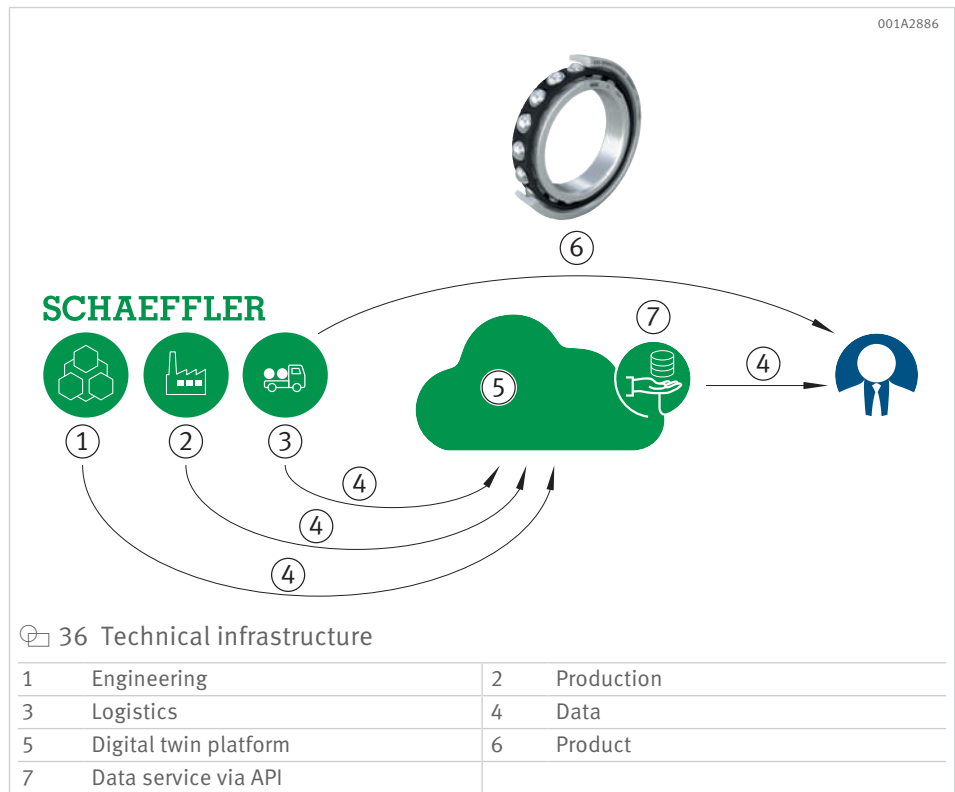 001A2886
6
SCHAEFFLER
7
5
4
1 2 3
4
4
4
36 Technical infrastructure
1 Engineering 2 Production
3 Logistics 4 Data
5 Digital twin platform 6 Product
7 Data service via API